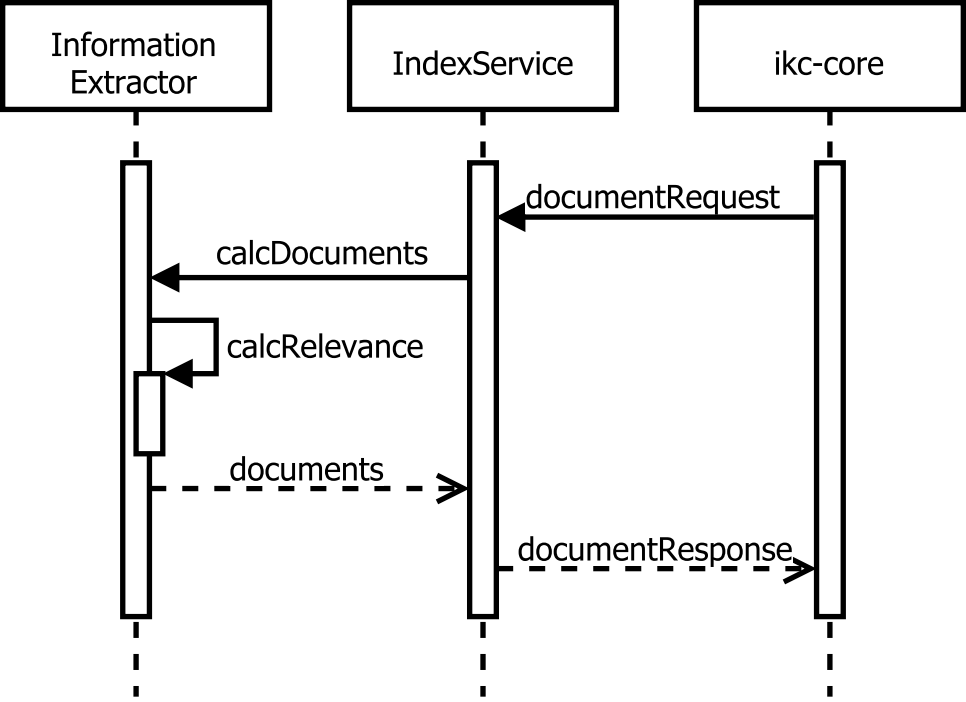 Information
Extractor
IndexService
ikc-core
documentRequest
calcDocuments
calcRelevance
documents
documentResponse